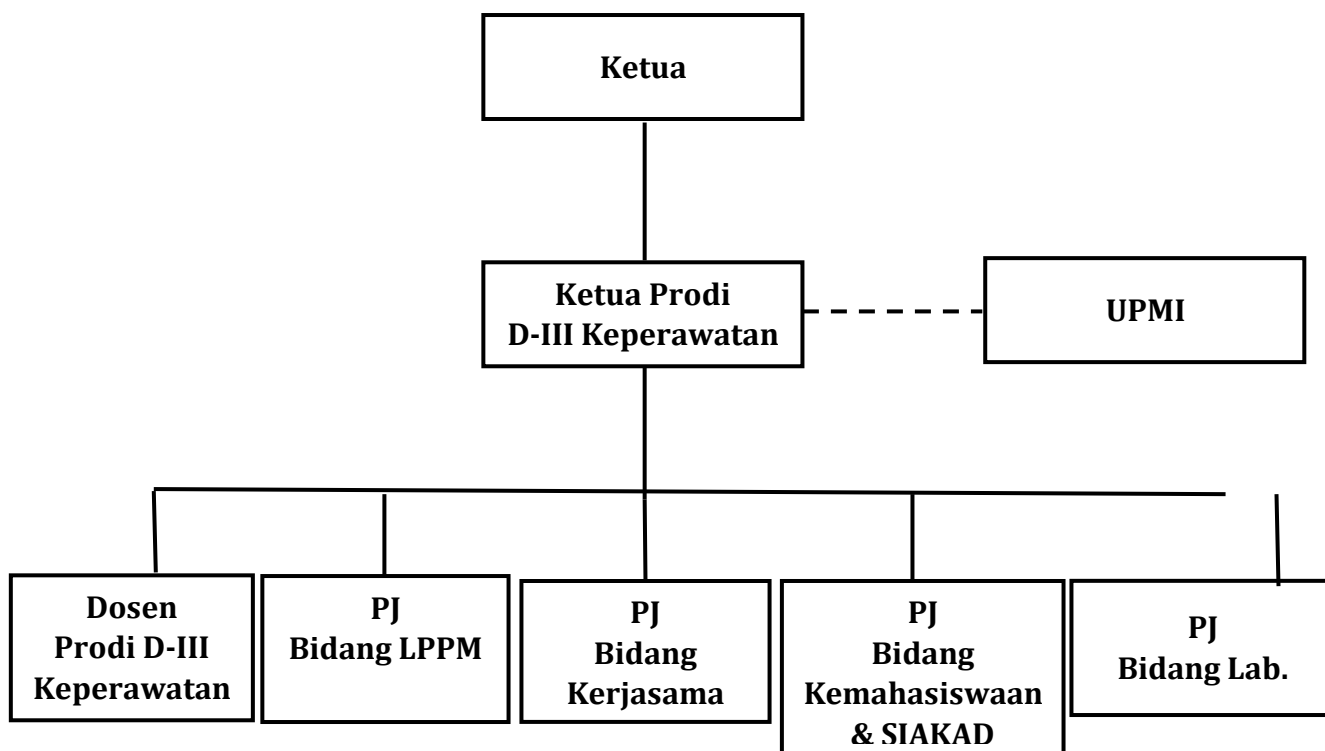 Ketua
Ketua Prodi
D-III Keperawatan
UPMI
Dosen
Prodi D-III
Keperawatan
PJ
Bidang LPPM
PJ
Bidang
Kerjasama
PJ
Bidang
Kemahasiswaan
& SIAKAD
PJ
Bidang Lab.